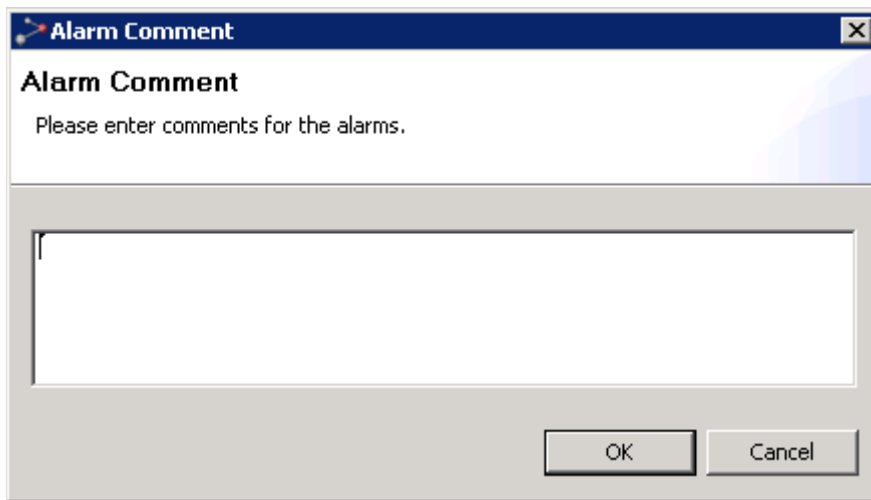 Alarm Comment
Alarm Comment
Please enter comments for the alarms.
OK Cancel